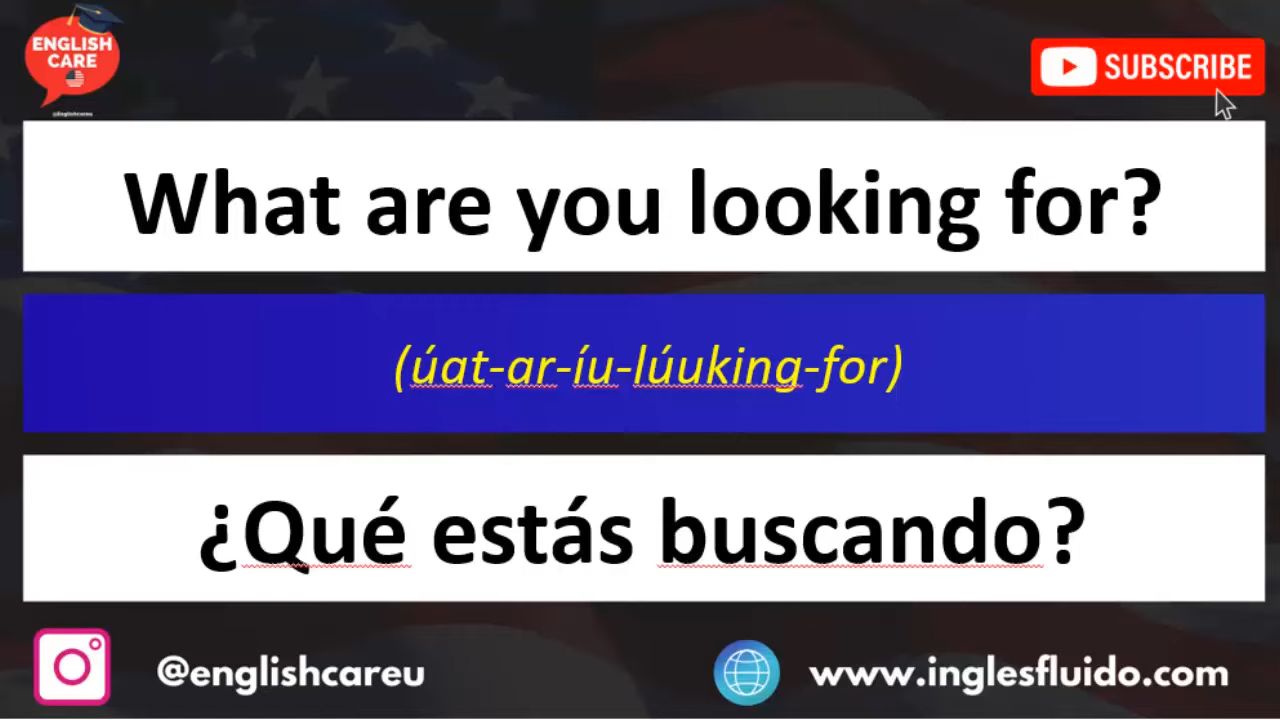 ENGLISH
CARE
@Englishcareu
SUBSCRIBE
What are you looking for?
(úat-ar-íu-lúuking-for)
¿Qué estás buscando?
@englishcareu
www.inglesfluido.com